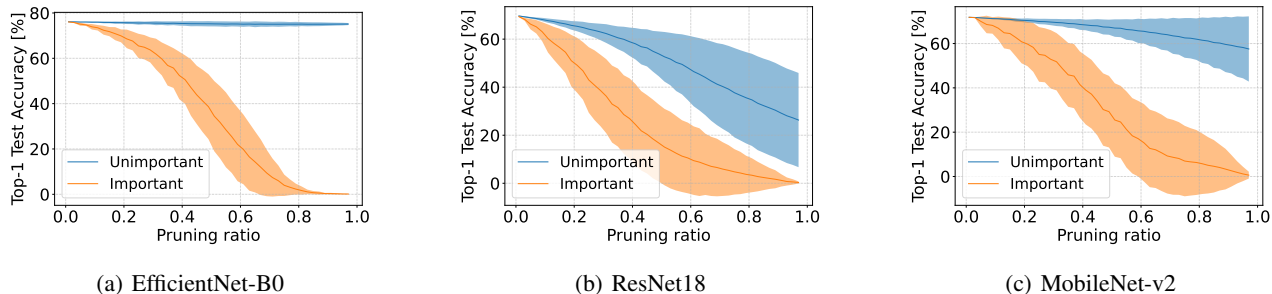 Top-1 Test Accuracy [%]
80
60
40
20
0
Unimportant
Important
0.0 0.2 0.4 0.6 0.8 1.0
Pruning ratio
(a) EfficientNet-B0
Top-1 Test Accuracy [%]
60
40
20
0
Unimportant
Important
0.0 0.2 0.4 0.6 0.8 1.0
Pruning ratio
(b) ResNet18
Top-1 Test Accuracy [%]
60
40
20
0
Unimportant
Important
0.0 0.2 0.4 0.6 0.8 1.0
Pruning ratio
(c) MobileNet-v2